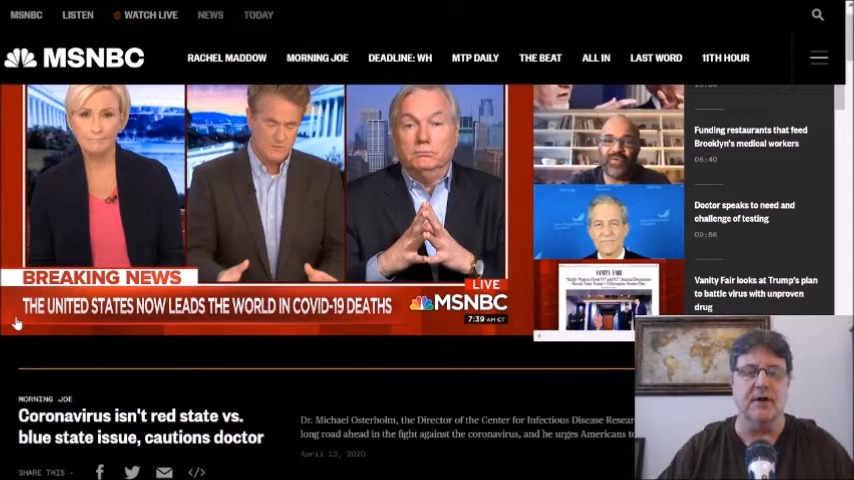 MSNBC LISTEN WATCH LIVE NEWS TODAY
MSNBC RACHEL MADDOW MORNING JOE DEADLINE: WH MTP DAILY THE BEAT ALL IN LAST WORD 11TH HOUR
Funding restaurants that feed
Brooklyn's medical workers
05:40
Doctor speaks to need and
challenge of testing
09:56
Vanity Fair looks at Trump's plan
to battle virus with unproven
drug
VANITY FAIR
BREAKING NEWS
THE UNITED STATES NOW LEADS THE WORLD IN COVID-19 DEATHS
LIVE
MSNBC
7:39 AM CT
MORNING JOE
Coronavirus isn't red state vs.
blue state issue, cautions doctor
Dr. Michael Osterholm, the Director of the Center for Infectious Disease Resear
long road ahead in the fight against the coronavirus, and he urges Americans to
April 13, 2020
SHARE THIS -